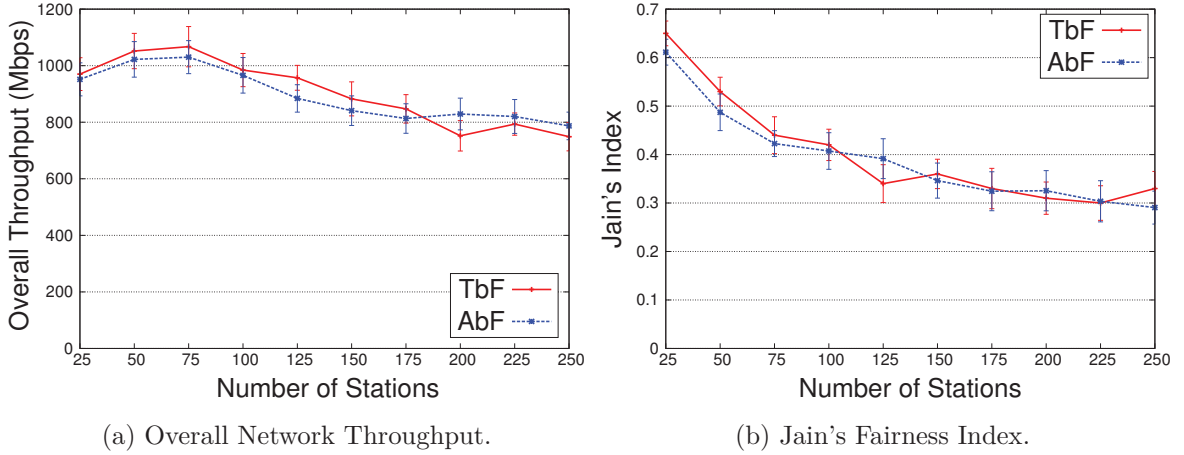 Overall Throughput (Mbps)
1200
1000
800
600
400
200
0
TbF
AbF
25 50 75 100 125 150 175 200 225 250
Number of Stations
(a) Overall Network Throughput.
Jain's Index
0.7
0.6
0.5
0.4
0.3
0.2
0.1
0
TbF
AbF
25 50 75 100 125 150 175 200 225 250
Number of Stations
(b) Jain's Fairness Index.